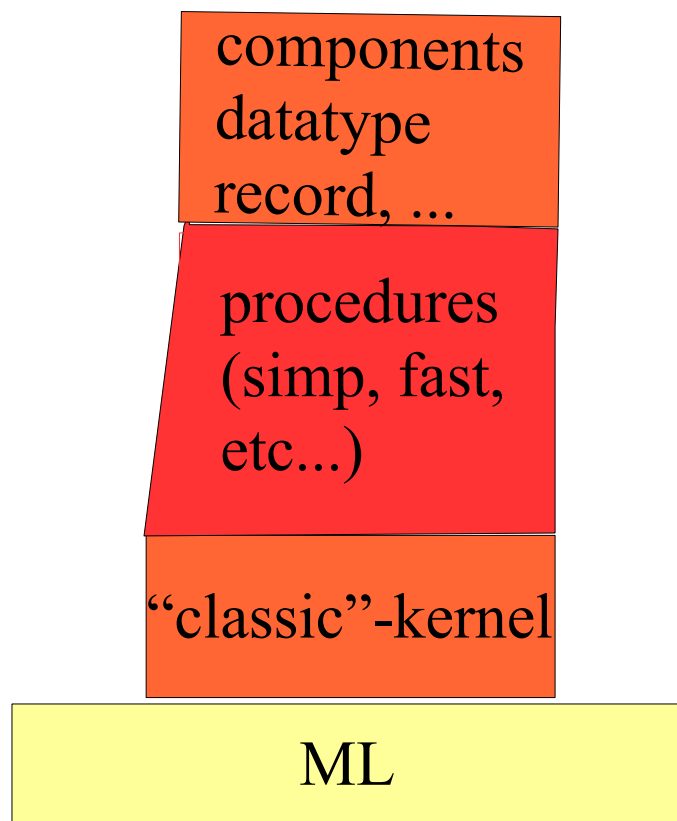 components
datatype
record, ...
procedures
(simp, fast,
etc...)
“classic”-kernel
ML